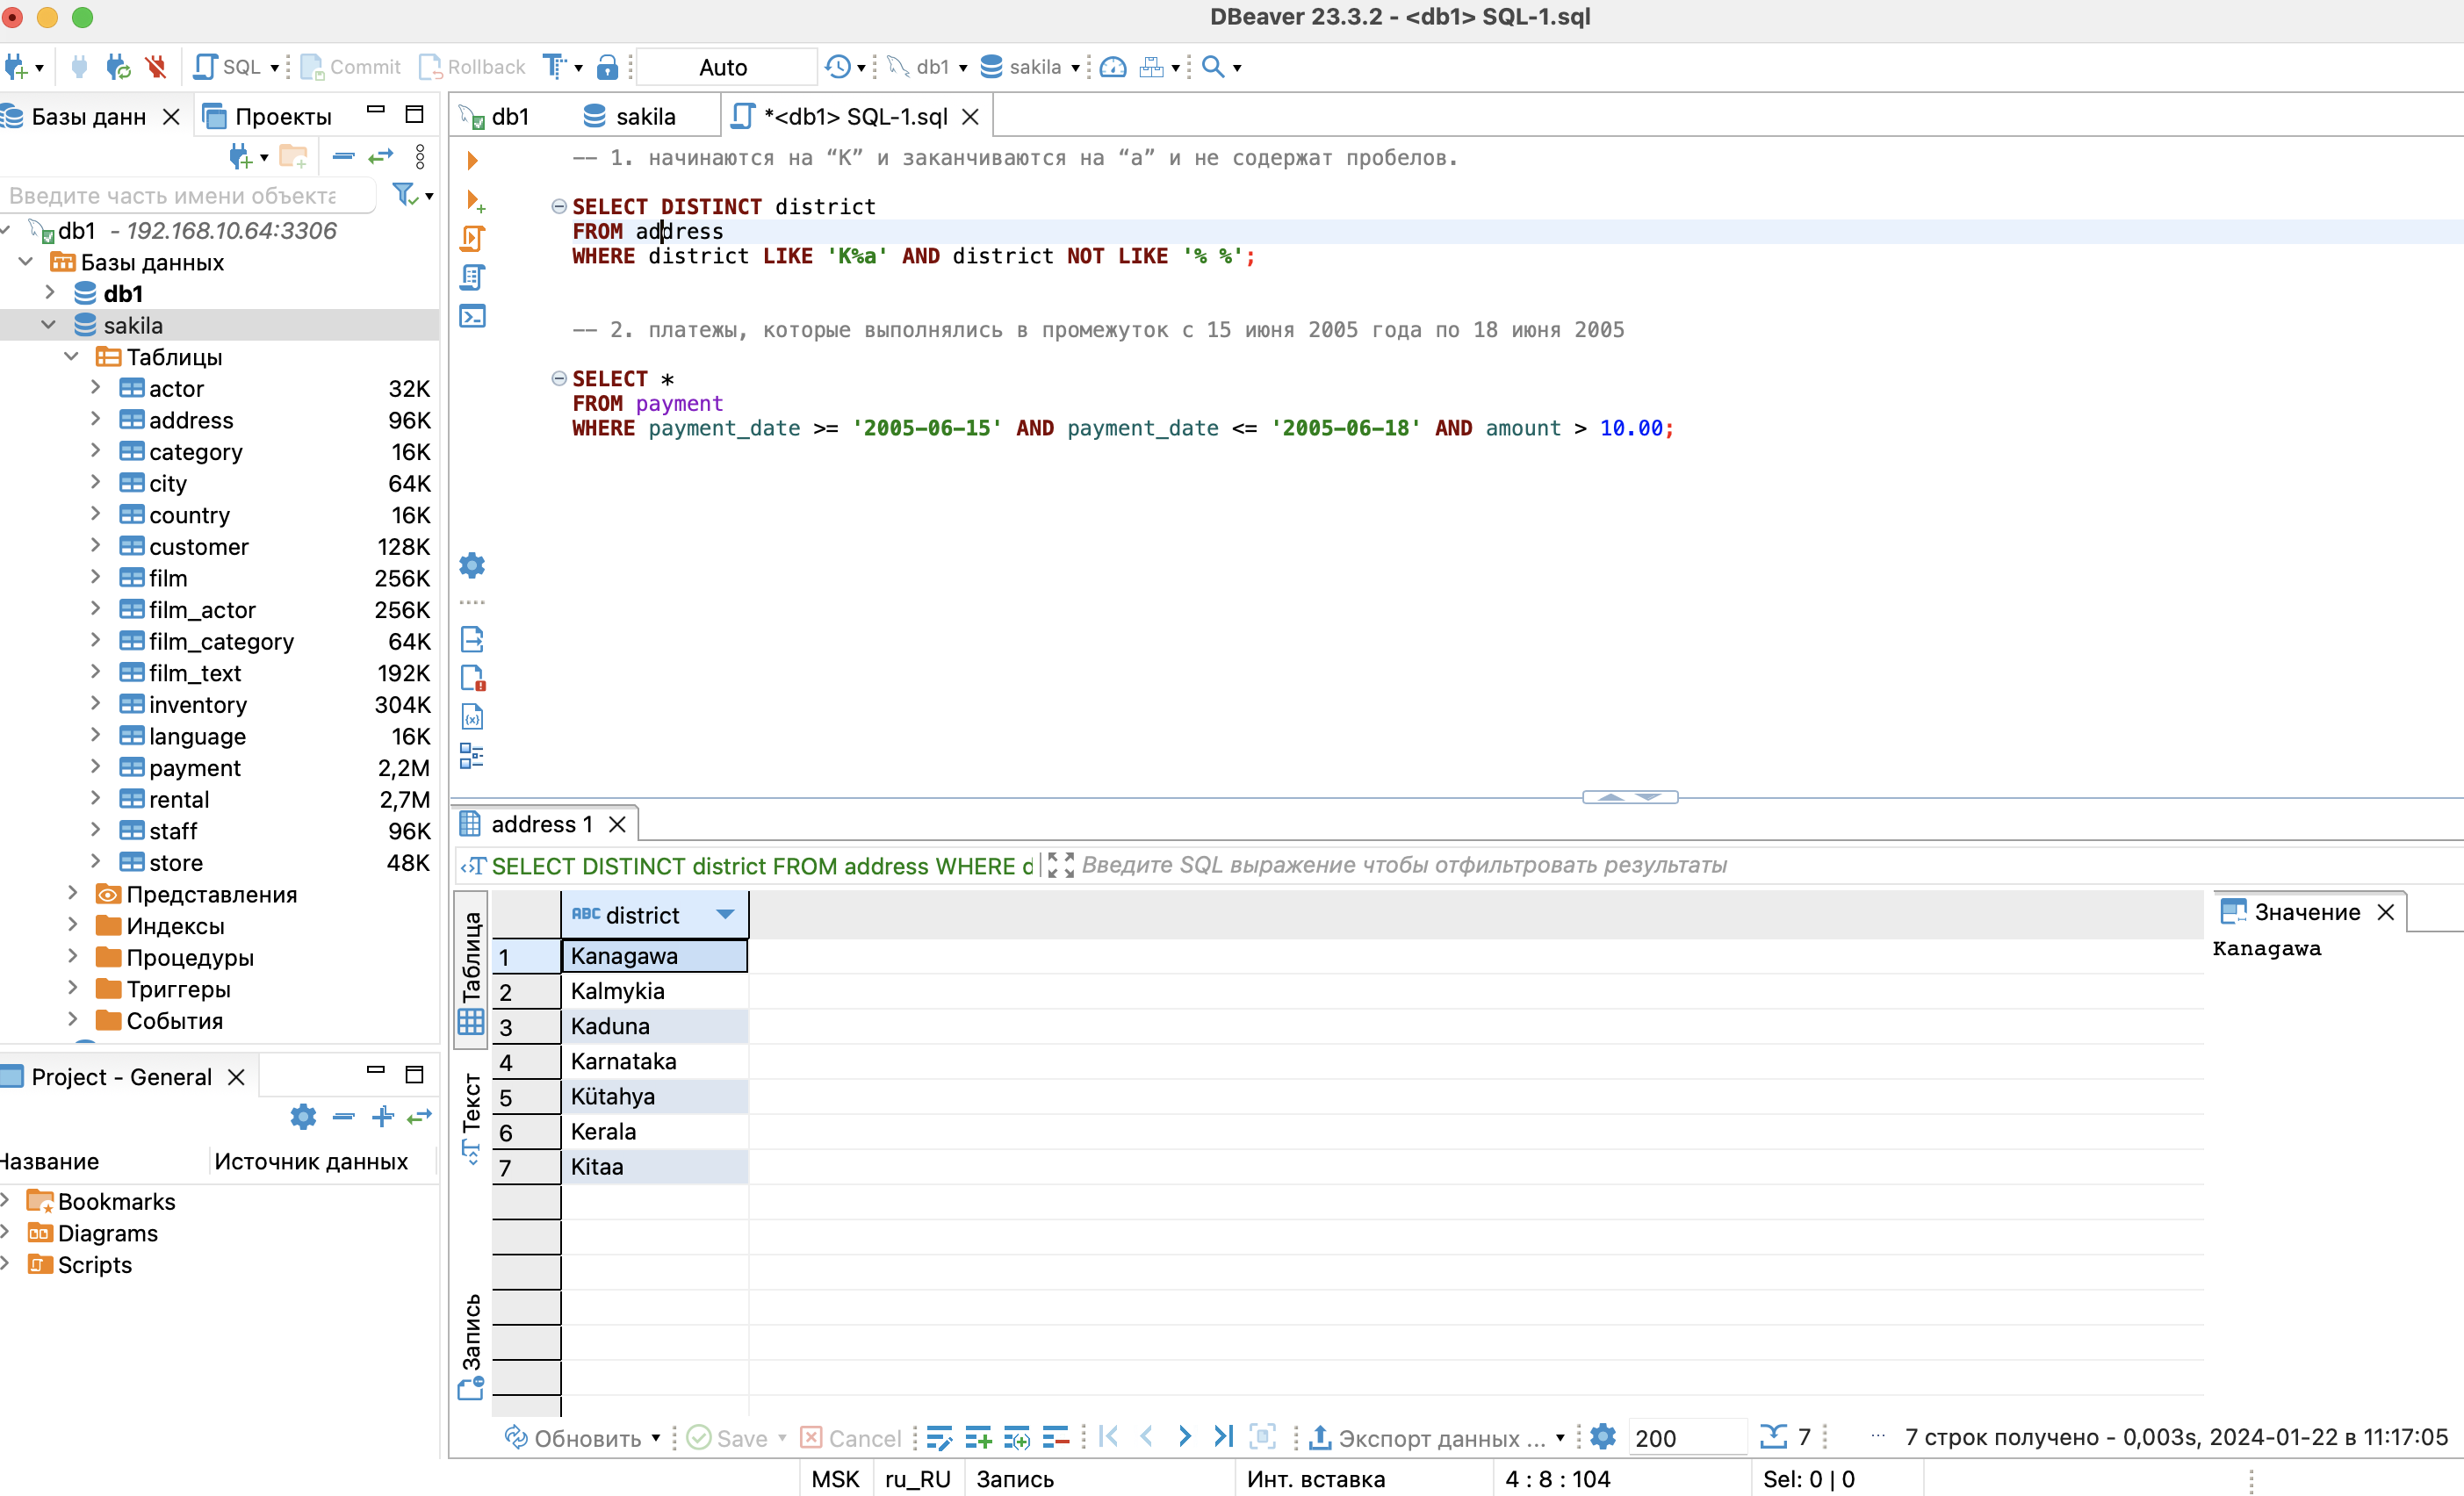 DBeaver 23.3.2 - <db1> SQL-1.sql
SQL Commit Rollback Auto db1 sakila
Базы данн Проекты
Введите часть имени объекта
db1 - 192.168.10.64:3306
Базы данных
db1
sakila
Таблицы
actor 32K
address 96K
category 16K
city 64K
country 16K
customer 128K
film 256K
film_actor 256K
film_category 64K
film_text 192K
inventory 304K
language 16K
payment 2,2M
rental 2,7M
staff 96K
store 48K
Представления
Индексы
Процедуры
Триггеры
События
Project - General
Название Источник данных
Bookmarks
Diagrams
Scripts
db1 sakila *<db1> SQL-1.sql
-- 1. начинаются на “K” и заканчиваются на “a” и не содержат пробелов.
SELECT DISTINCT district
FROM address
WHERE district LIKE 'K%a' AND district NOT LIKE '% %';
-- 2. платежы, которые выполнялись в промежуток с 15 июня 2005 года по 18 июня 2005
SELECT *
FROM payment
WHERE payment_date >= '2005-06-15' AND payment_date <= '2005-06-18' AND amount > 10.00;
address 1
SELECT DISTINCT district FROM address WHERE d Введите SQL выражение чтобы отфильтровать результаты
Таблица
Текст
Запись
ABC district
1 Kanagawa
2 Kalmykia
3 Kaduna
4 Karnataka
5 Kütahya
6 Kerala
7 Kitaa
Значение
Kanagawa
Обновить Save Cancel Экспорт данных ... 200 7 ... 7 строк получено - 0,003s, 2024-01-22 в 11:17:05
MSK ru_RU Запись Инт. вставка 4 : 8 : 104 Sel: 0 | 0